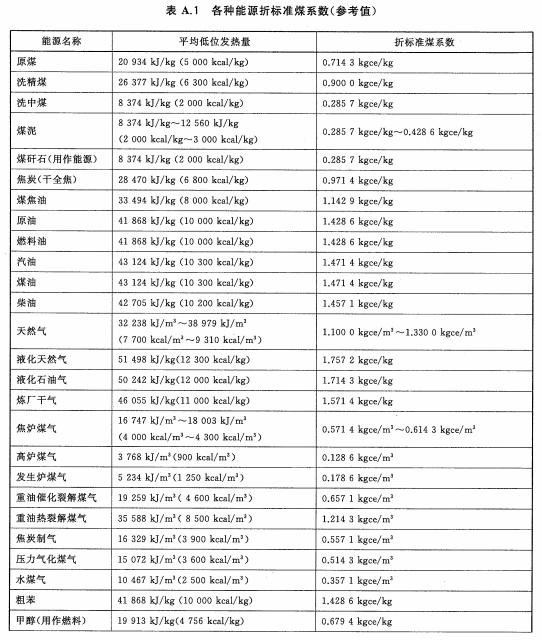 表 A.1 各种能源折标准煤系数(参考值)
能源名称 平均低位发热量 折标准煤系数
原煤 20 934 kJ/kg (5 000 kcal/kg) 0.714 3 kgce/kg
洗精煤 26 377 kJ/kg (6 300 kcal/kg) 0.900 0 kgce/kg
洗中煤 8 374 kJ/kg (2 000 kcal/kg) 0.285 7 kgce/kg
煤泥 8 374 kJ/kg～12 560 kJ/kg
(2 000 kcal/kg～3 000 kcal/kg) 0.285 7 kgce/kg～0.428 6 kgce/kg
煤矸石(用作能源) 8 374 kJ/kg (2 000 kcal/kg) 0.285 7 kgce/kg
焦炭(干全焦) 28 470 kJ/kg (6 800 kcal/kg) 0.971 4 kgce/kg
煤焦油 33 494 kJ/kg (8 000 kcal/kg) 1.142 9 kgce/kg
原油 41 868 kJ/kg (10 000 kcal/kg) 1.428 6 kgce/kg
燃料油 41 868 kJ/kg (10 000 kcal/kg) 1.428 6 kgce/kg
汽油 43 124 kJ/kg (10 300 kcal/kg) 1.471 4 kgce/kg
煤油 43 124 kJ/kg (10 300 kcal/kg) 1.471 4 kgce/kg
柴油 42 705 kJ/kg (10 200 kcal/kg) 1.457 1 kgce/kg
天然气 32 238 kJ/m³～38 979 kJ/m³
(7 700 kcal/m³～9 310 kcal/m³) 1.100 0 kgce/m³～1.330 0 kgce/m³
液化天然气 51 498 kJ/kg(12 300 kcal/kg) 1.757 2 kgce/kg
液化石油气 50 242 kJ/kg(12 000 kcal/kg) 1.714 3 kgce/kg
炼厂干气 46 055 kJ/kg(11 000 kcal/kg) 1.571 4 kgce/kg
焦炉煤气 16 747 kJ/m³～18 003 kJ/m³
(4 000 kcal/m³～4 300 kcal/m³) 0.571 4 kgce/m³～0.614 3 kgce/m³
高炉煤气 3 768 kJ/m³(900 kcal/m³) 0.128 6 kgce/m³
发生炉煤气 5 234 kJ/m³(1 250 kcal/m³) 0.178 6 kgce/m³
重油催化裂解煤气 19 259 kJ/m³( 4 600 kcal/m³) 0.657 1 kgce/m³
重油热裂解煤气 35 588 kJ/m³( 8 500 kcal/m³) 1.214 3 kgce/m³
焦炭制气 16 329 kJ/m³(3 900 kcal/m³) 0.557 1 kgce/m³
压力气化煤气 15 072 kJ/m³(3 600 kcal/m³) 0.514 3 kgce/m³
水煤气 10 467 kJ/m³(2 500 kcal/m³) 0.357 1 kgce/m³
粗苯 41 868 kJ/kg (10 000 kcal/kg) 1.428 6 kgce/kg
甲醇(用作燃料) 19 913 kJ/kg(4 756 kcal/kg) 0.679 4 kgce/kg